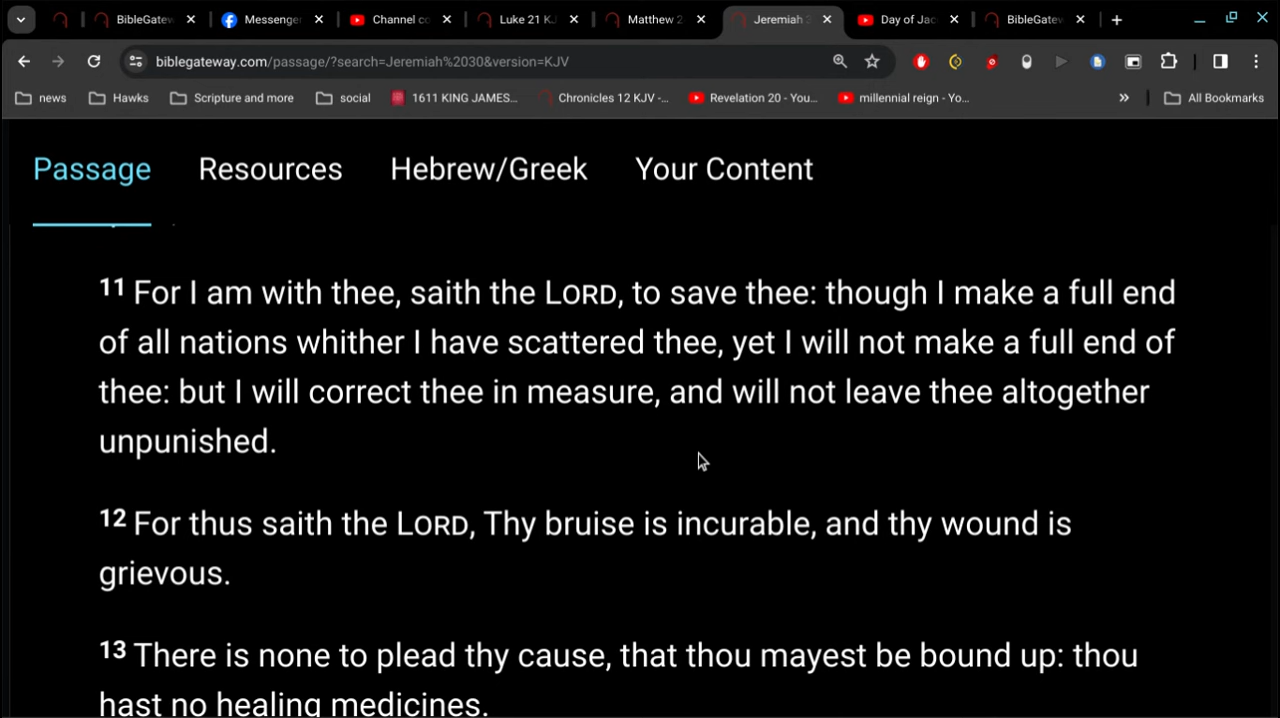 BibleGatew
Messenger
Channel co
Luke 21 KJ
Matthew 2
Jeremiah 3
Day of Jac
BibleGatew
biblegateway.com/passage/?search=Jeremiah%2030&version=KJV
news Hawks Scripture and more social 1611 KING JAMES... Chronicles 12 KJV -... Revelation 20 - You... millennial reign - Yo... » All Bookmarks
Passage Resources Hebrew/Greek Your Content
11 For I am with thee, saith the LORD, to save thee: though I make a full end
of all nations whither I have scattered thee, yet I will not make a full end of
thee: but I will correct thee in measure, and will not leave thee altogether
unpunished.
12 For thus saith the LORD, Thy bruise is incurable, and thy wound is
grievous.
13 There is none to plead thy cause, that thou mayest be bound up: thou
hast no healing medicines.